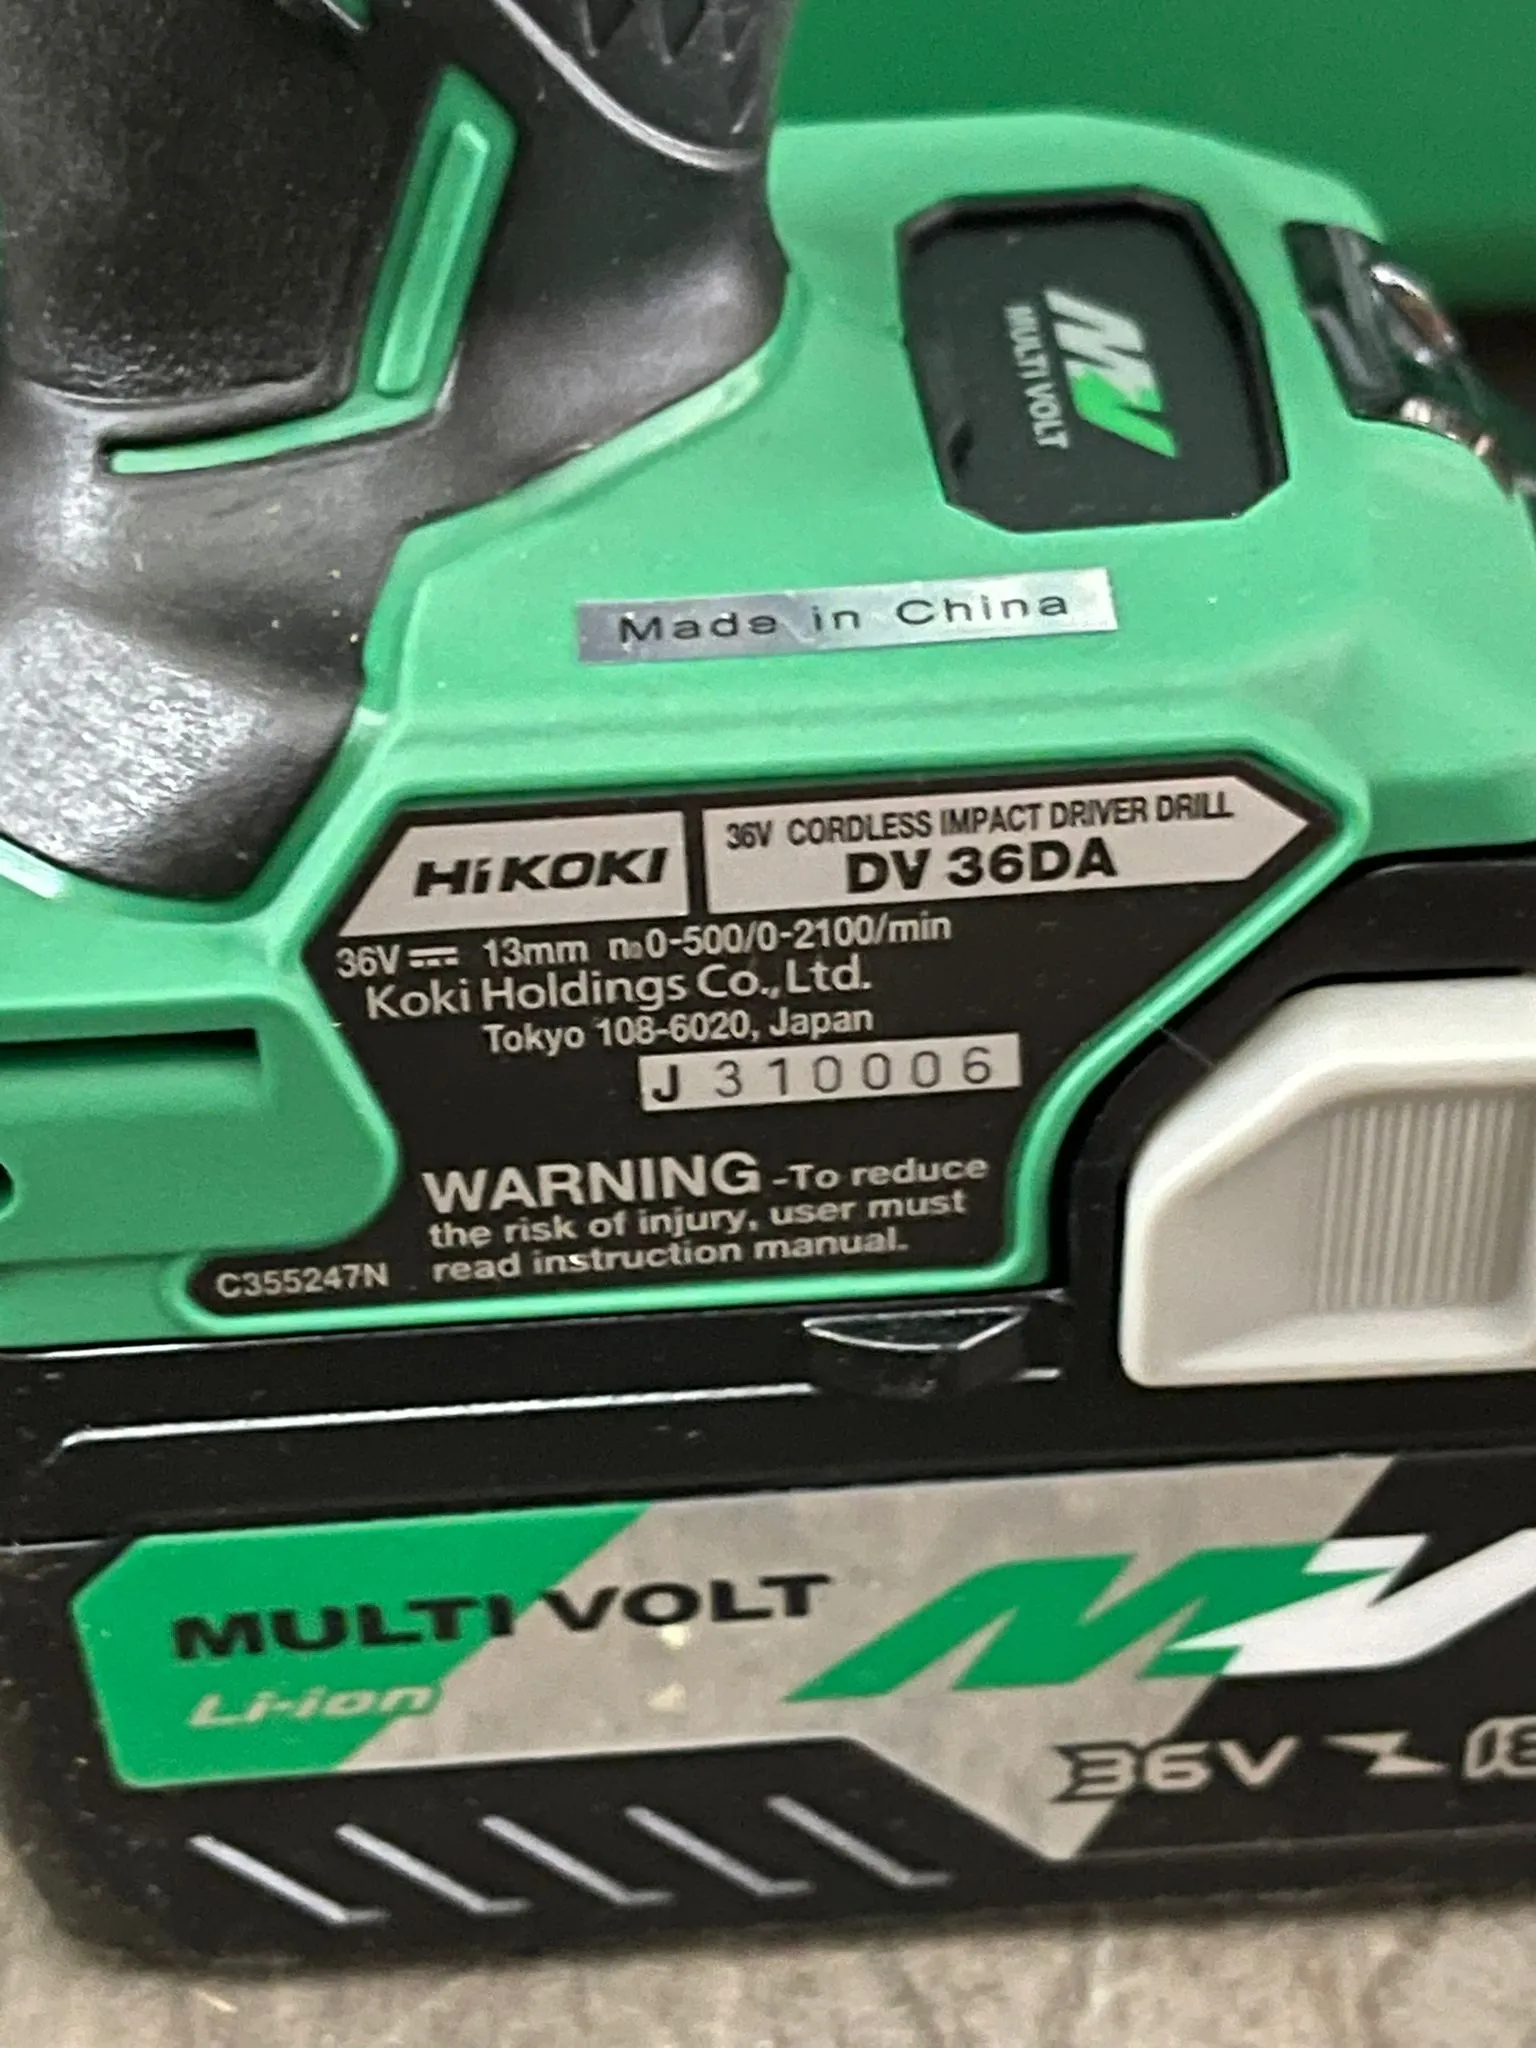 MULTI VOLT
Made in China
HiKOKI
36V CORDLESS IMPACT DRIVER DRILL
DV 36DA
36V ⎓ 13mm n₀0-500/0-2100/min
Koki Holdings Co.,Ltd.
Tokyo 108-6020, Japan
J 310006
WARNING -To reduce
the risk of injury, user must
read instruction manual.
C355247N
MULTI VOLT
Li-ion
36V